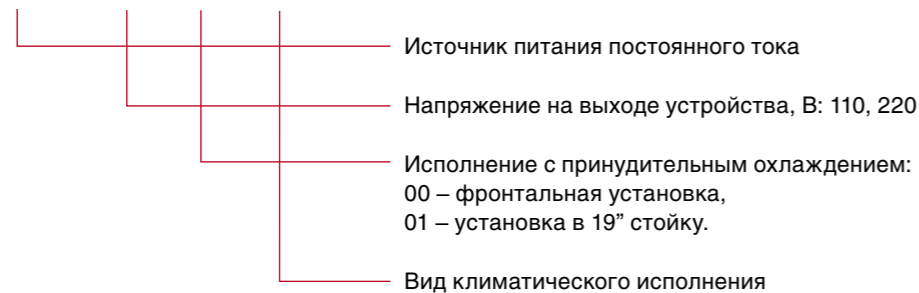 Источник питания постоянного тока
Напряжение на выходе устройства, В: 110, 220
Исполнение с принудительным охлаждением:
00 – фронтальная установка,
01 – установка в 19” стойку.
Вид климатического исполнения